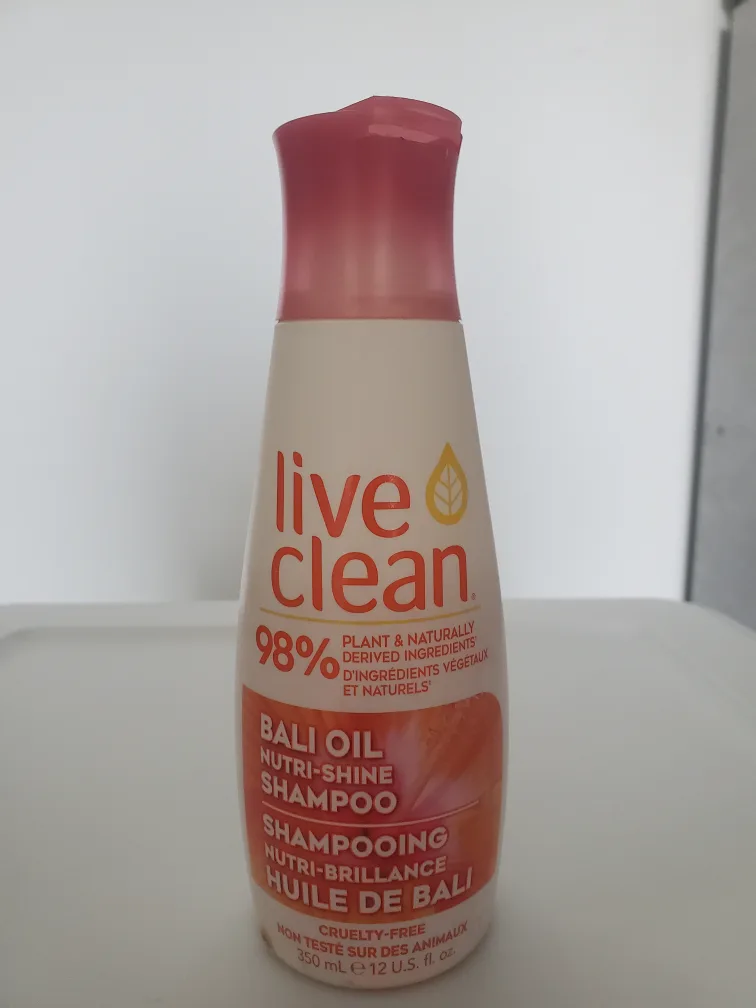 live
clean
98% PLANT & NATURALLY
DERIVED INGREDIENTS‡
D'INGRÉDIENTS VÉGÉTAUX
ET NATURELS‡
BALI OIL
NUTRI-SHINE
SHAMPOO
SHAMPOOING
NUTRI-BRILLANCE
HUILE DE BALI
CRUELTY-FREE
NON TESTÉ SUR DES ANIMAUX
350 mL ℮ 12 U.S. fl. oz.